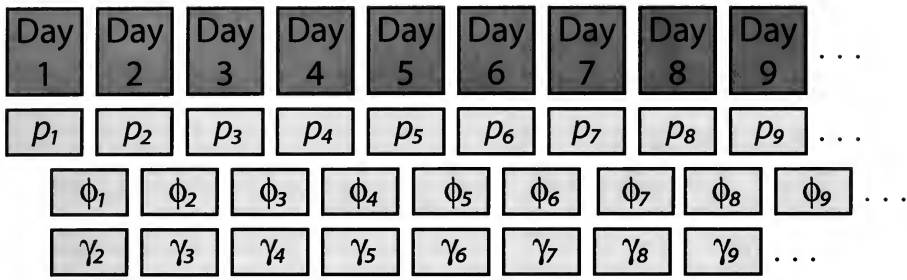 Day 1 Day 2 Day 3 Day 4 Day 5 Day 6 Day 7 Day 8 Day 9 . . .
p1 p2 p3 p4 p5 p6 p7 p8 p9 . . .
ϕ1 ϕ2 ϕ3 ϕ4 ϕ5 ϕ6 ϕ7 ϕ8 ϕ9 . . .
γ2 γ3 γ4 γ5 γ6 γ7 γ8 γ9 . . .